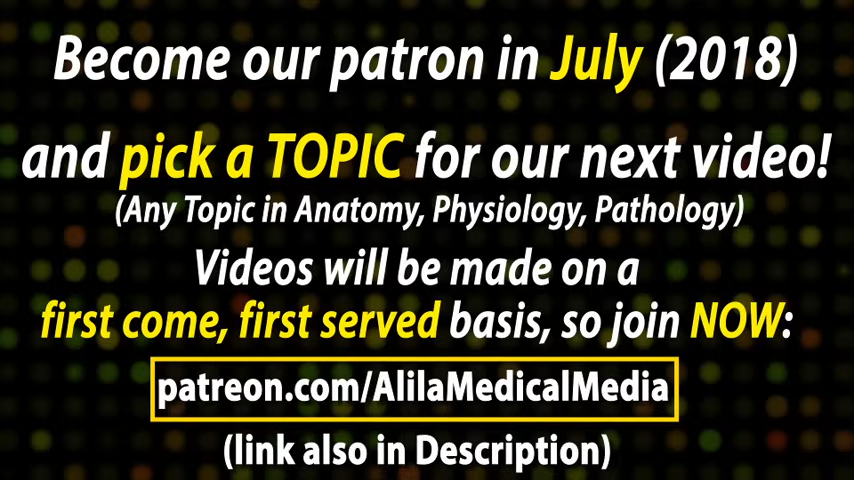 Become our patron in July (2018)
and pick a TOPIC for our next video!
(Any Topic in Anatomy, Physiology, Pathology)
Videos will be made on a
first come, first served basis, so join NOW:
patreon.com/AlilaMedicalMedia
(link also in Description)